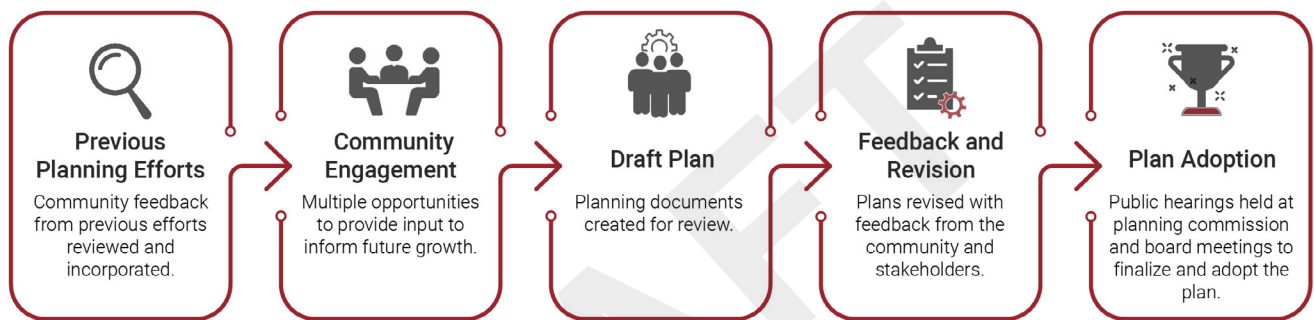 Previous
Planning Efforts
Community feedback
from previous efforts
reviewed and
incorporated.
Community
Engagement
Multiple opportunities
to provide input to
inform future growth.
Draft Plan
Planning documents
created for review.
Feedback and
Revision
Plans revised with
feedback from the
community and
stakeholders.
Plan Adoption
Public hearings held at
planning commission
and board meetings to
finalize and adopt the
plan.